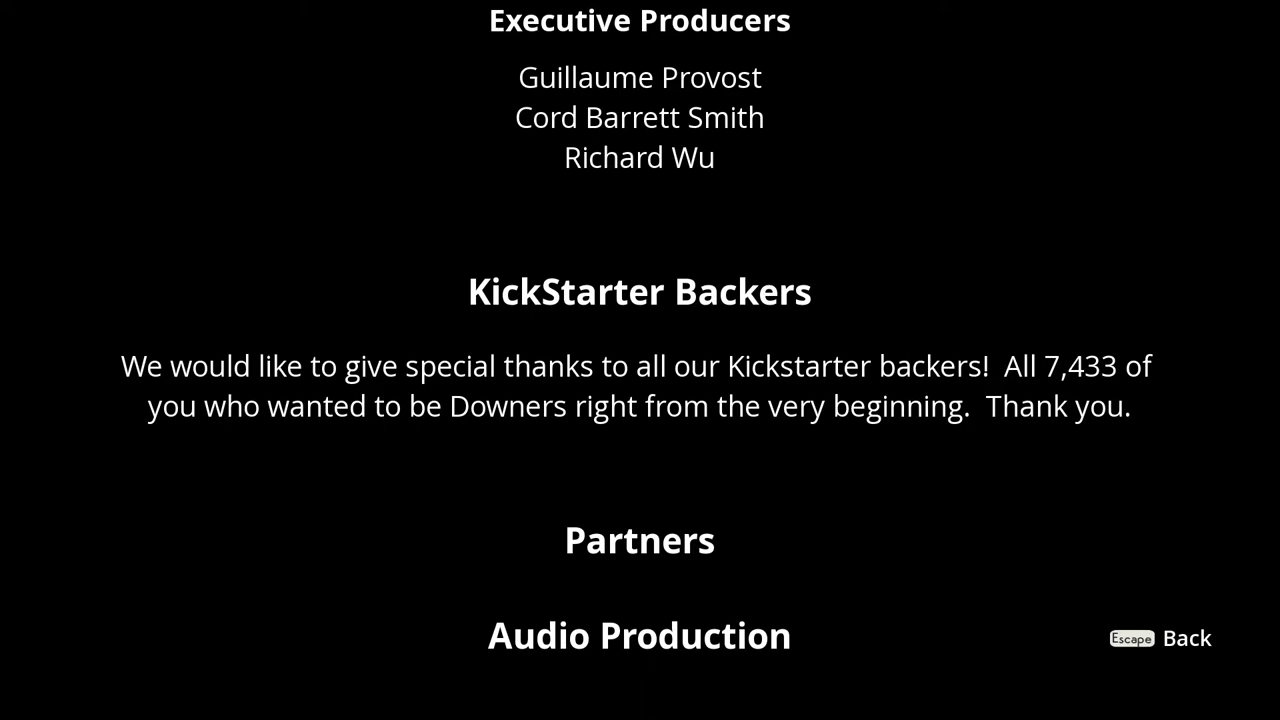 Executive Producers
Guillaume Provost
Cord Barrett Smith
Richard Wu
KickStarter Backers
We would like to give special thanks to all our Kickstarter backers!  All 7,433 of
you who wanted to be Downers right from the very beginning.  Thank you.
Partners
Audio Production
Escape Back